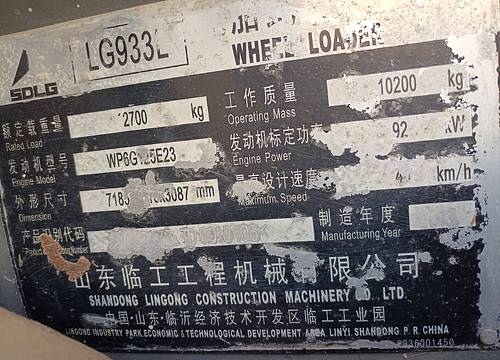 SDLG LG933L
WHEEL LOADER
额定载重量 2700 kg
Rated Load
工作质量 10200 kg
Operating Mass
发动机型号
Engine Model
发动机标定功 92 kW
Engine Power
外形尺寸 3087 mm
Dimension
最高设计速度 km/h
Maximum Speed
产品识别代码
制造年度
Manufacturing Year
山东临工工程机械有限公司
SHANDONG LINGONG CONSTRUCTION MACHINERY LTD.
中国·山东·临沂经济技术开发区临工工业园
LINGONG INDUSTRY PARK ECONOMIC & TECHNOLOGICAL DEVELOPMENT AREA LINYI SHANDONG P. R. CHINA
2936001450